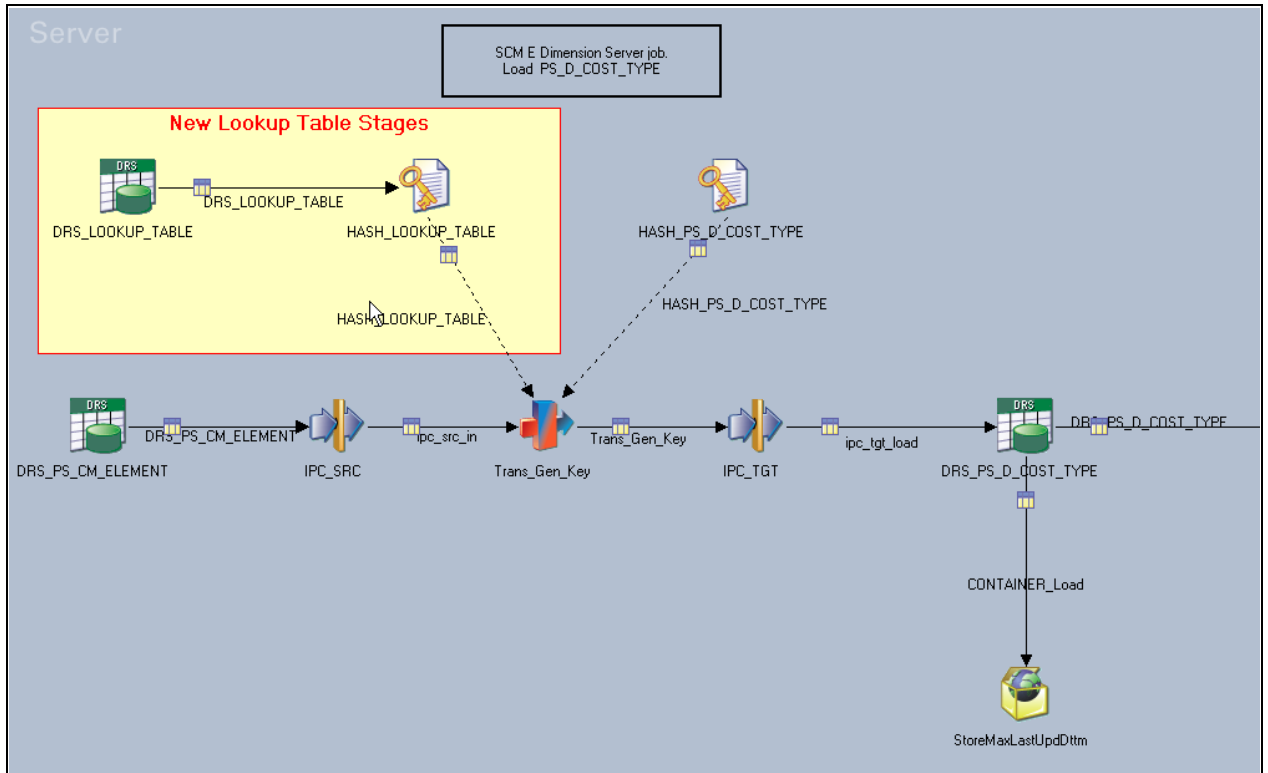 Server
SCM E Dimension Server job.
Load PS_D_COST_TYPE
New Lookup Table Stages
DRS
DRS_LOOKUP_TABLE
DRS_LOOKUP_TABLE
HASH_LOOKUP_TABLE
HASH_PS_D_COST_TYPE
HASH_PS_D_COST_TYPE
HASH_LOOKUP_TABLE
DRS
DRS
DRS_PS_CM_ELEMENT
ipc_src_in
Trans_Gen_Key
ipc_tgt_load
DRS_PS_D_COST_TYPE
DRS_PS_CM_ELEMENT
IPC_SRC
Trans_Gen_Key
IPC_TGT
DRS_PS_D_COST_TYPE
CONTAINER_Load
StoreMaxLastUpdDttm